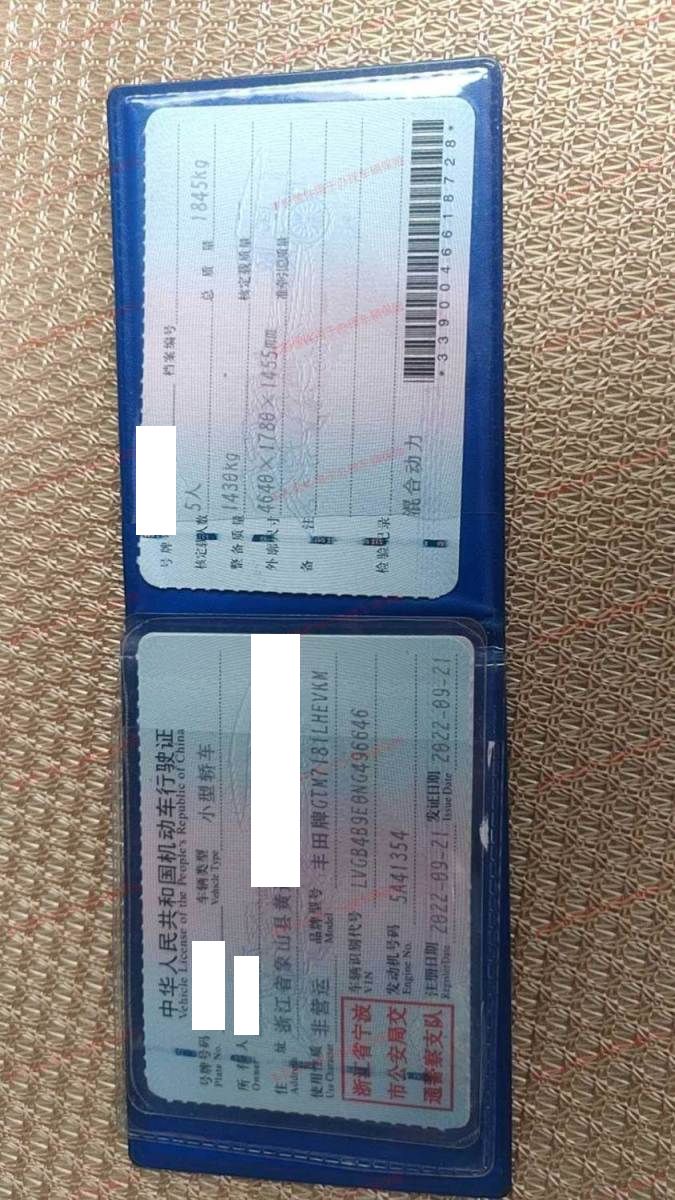 中华人民共和国机动车行驶证
Vehicle License of the People's Republic of China
号牌号码
Plate No.
车辆类型 小型轿车
Vehicle Type
所有人
Owner
住址 浙江省象山县黄
Address
使用性质 非营运
Use Character
品牌型号 丰田牌GTM7181LHEVKM
Model
车辆识别代号 LVGB4B9E0NG496646
VIN
发动机号码 5A41354
Engine No.
注册日期 2022-09-21
Register Date
发证日期 2022-09-21
Issue Date
浙江省宁波
市公安局交
通警察支队
号牌
档案编号
核定载人数 5人
总质量 1845kg
整备质量 1430kg
核定载质量
外廓尺寸 4640×1780×1455mm
准牵引总质量
备注
检验记录
混合动力
*3390046618728*